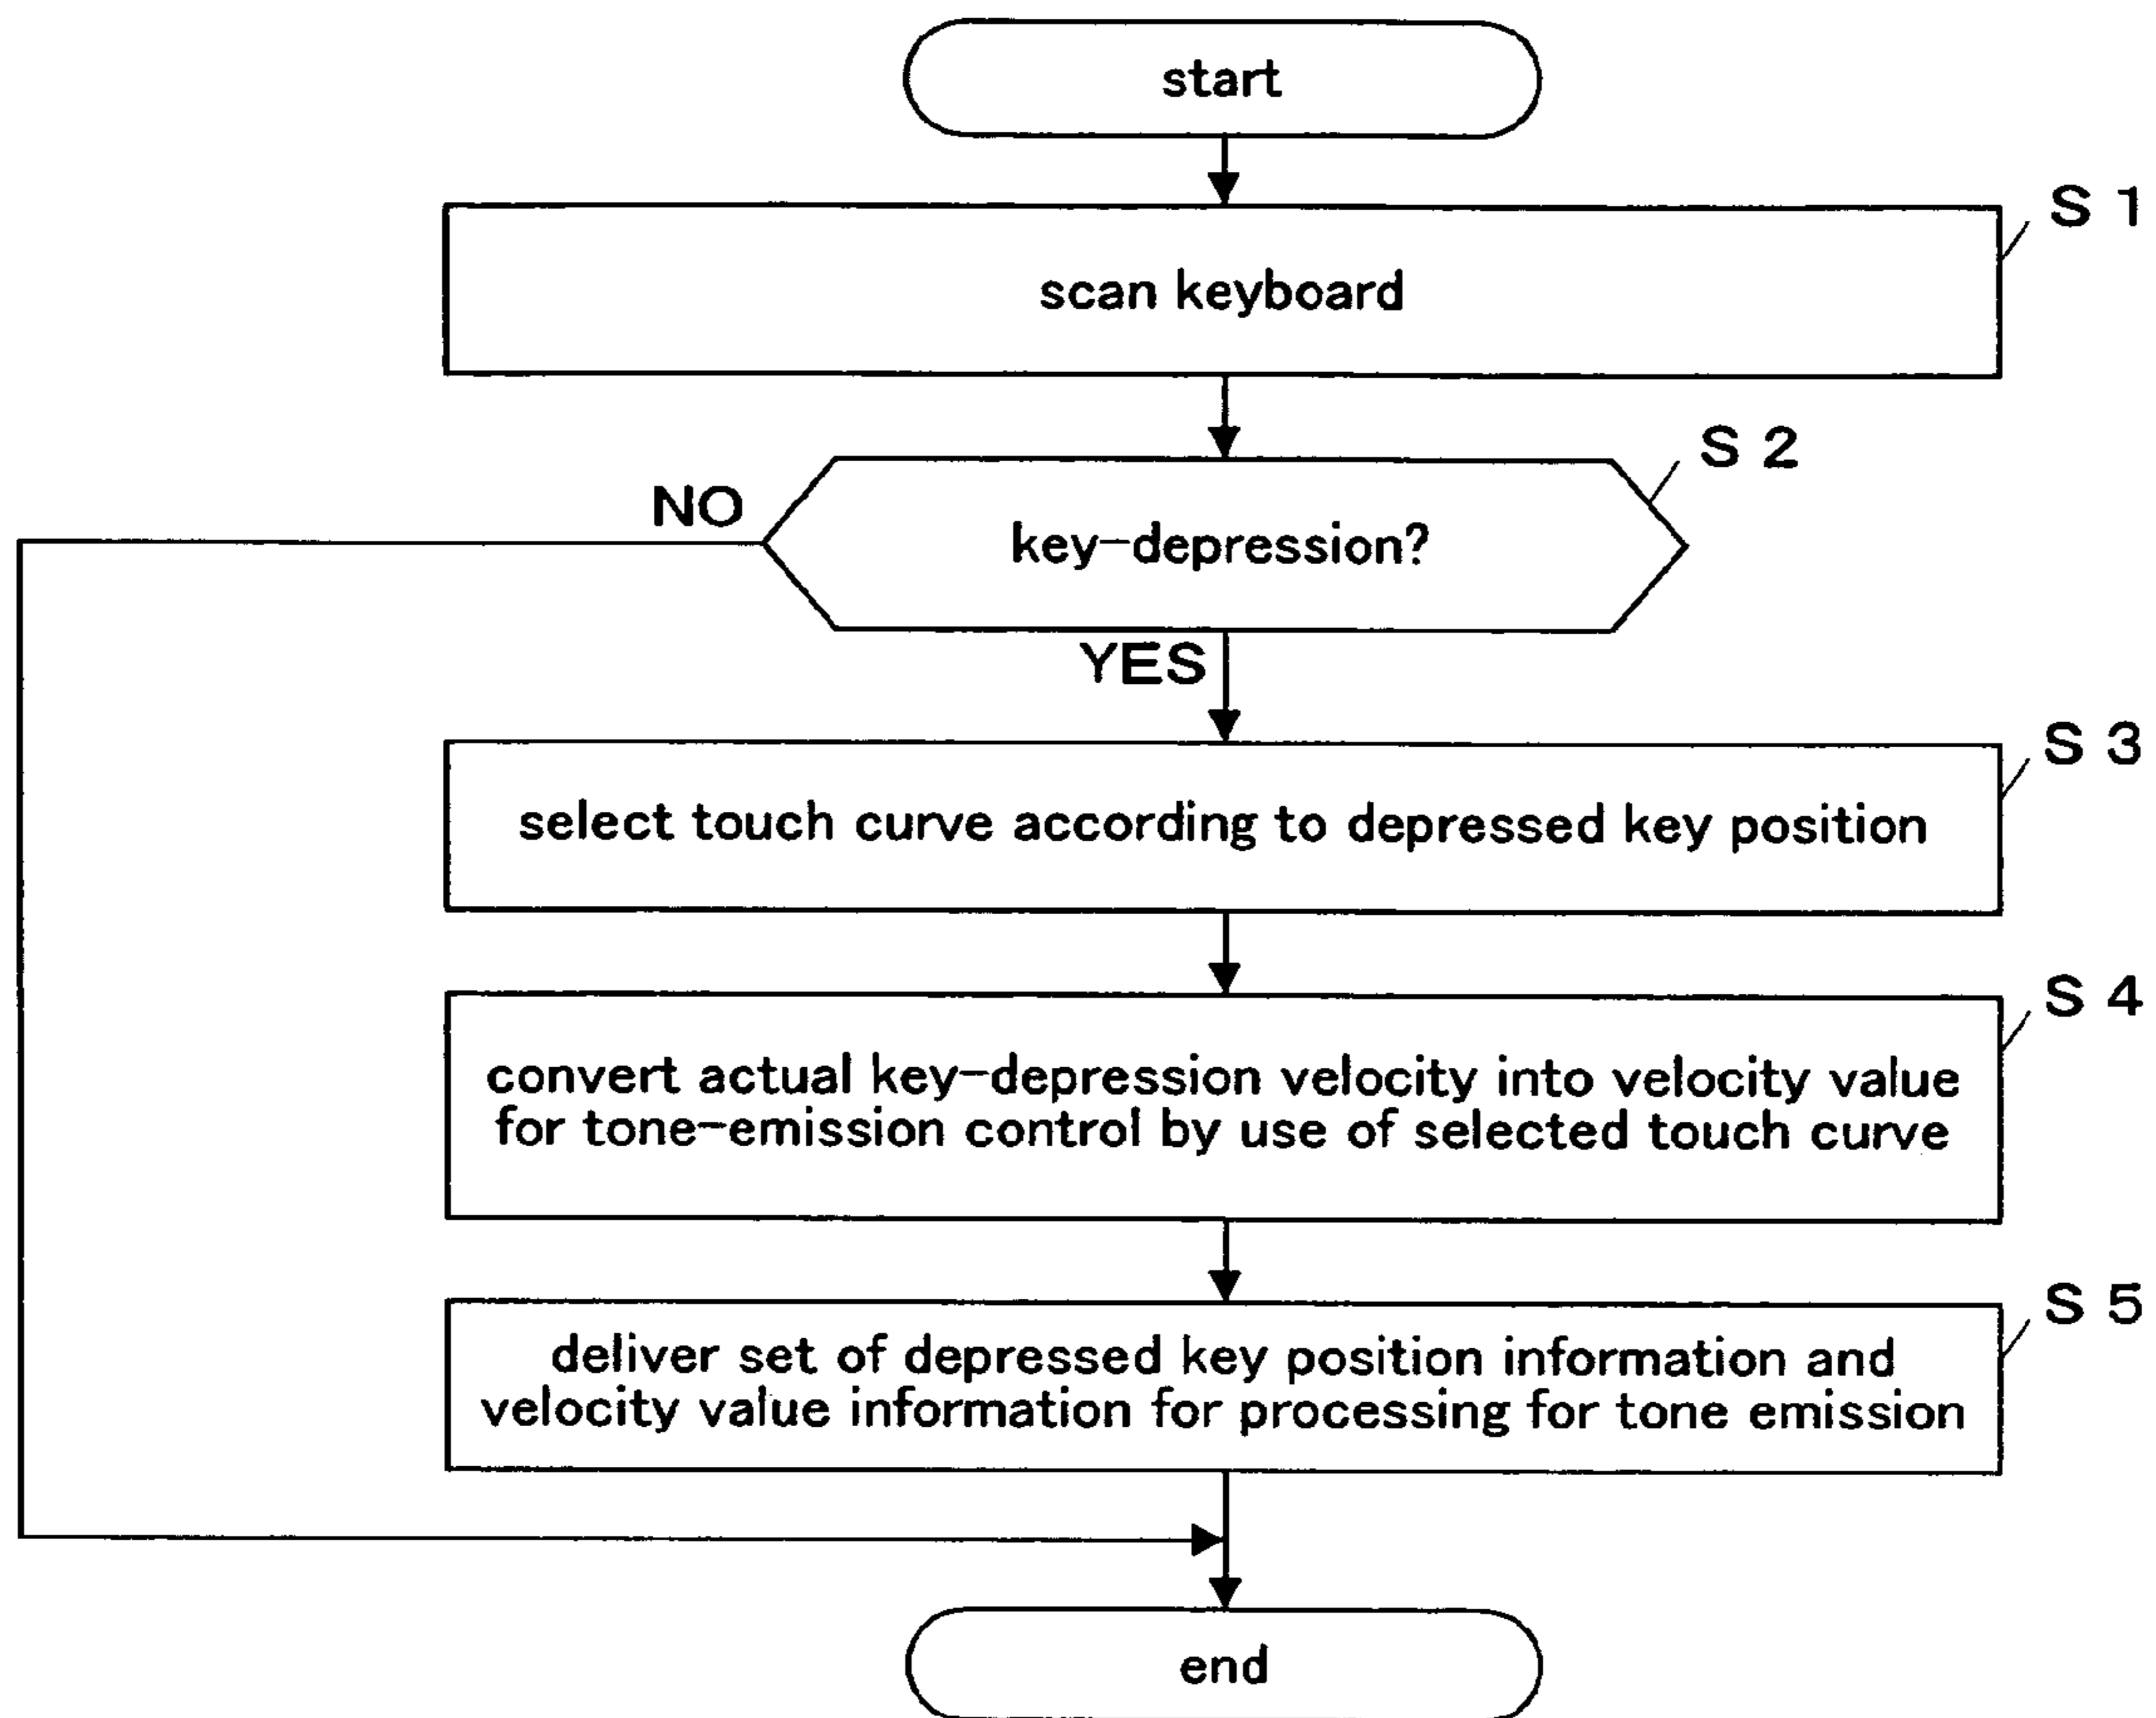 start
S 1
scan keyboard
S 2
NO
key-depression?
YES
S 3
select touch curve according to depressed key position
S 4
convert actual key-depression velocity into velocity value
for tone-emission control by use of selected touch curve
S 5
deliver set of depressed key position information and
velocity value information for processing for tone emission
end